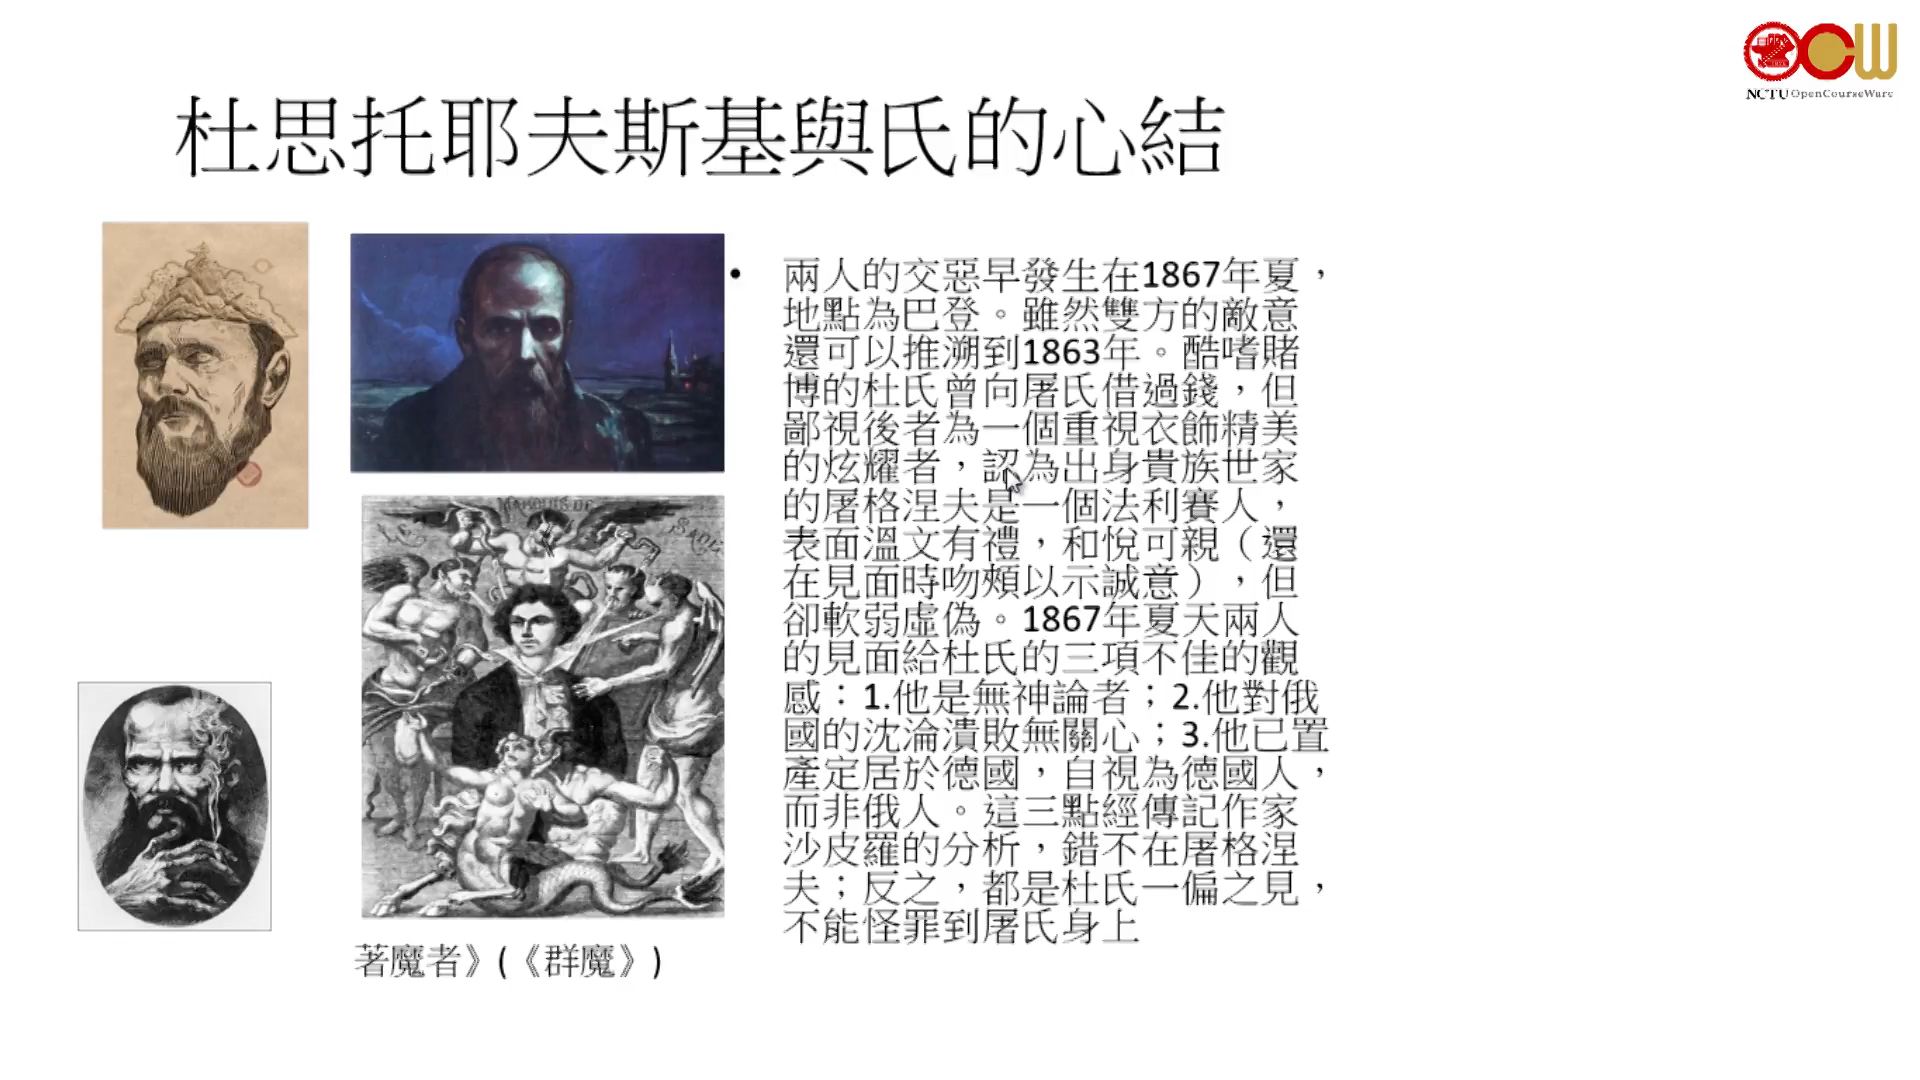 NCTU OpenCourseWare
杜思托耶夫斯基與氏的心結
• 兩人的交惡早發生在1867年夏，
地點為巴登。雖然雙方的敵意
還可以推溯到1863年。酷嗜賭
博的杜氏曾向屠氏借過錢，但
鄙視後者為一個重視衣飾精美
的炫耀者，認為出身貴族世家
的屠格涅夫是一個法利賽人，
表面溫文有禮，和悅可親（還
在見面時吻頰以示誠意），但
卻軟弱虛偽。1867年夏天兩人
的見面給杜氏的三項不佳的觀
感：1.他是無神論者；2.他對俄
國的沈淪潰敗無關心；3.他已置
產定居於德國，自視為德國人，
而非俄人。這三點經傳記作家
沙皮羅的分析，錯不在屠格涅
夫；反之，都是杜氏一偏之見，
不能怪罪到屠氏身上
MARQUIS DE
SADE
著魔者》(《群魔》)